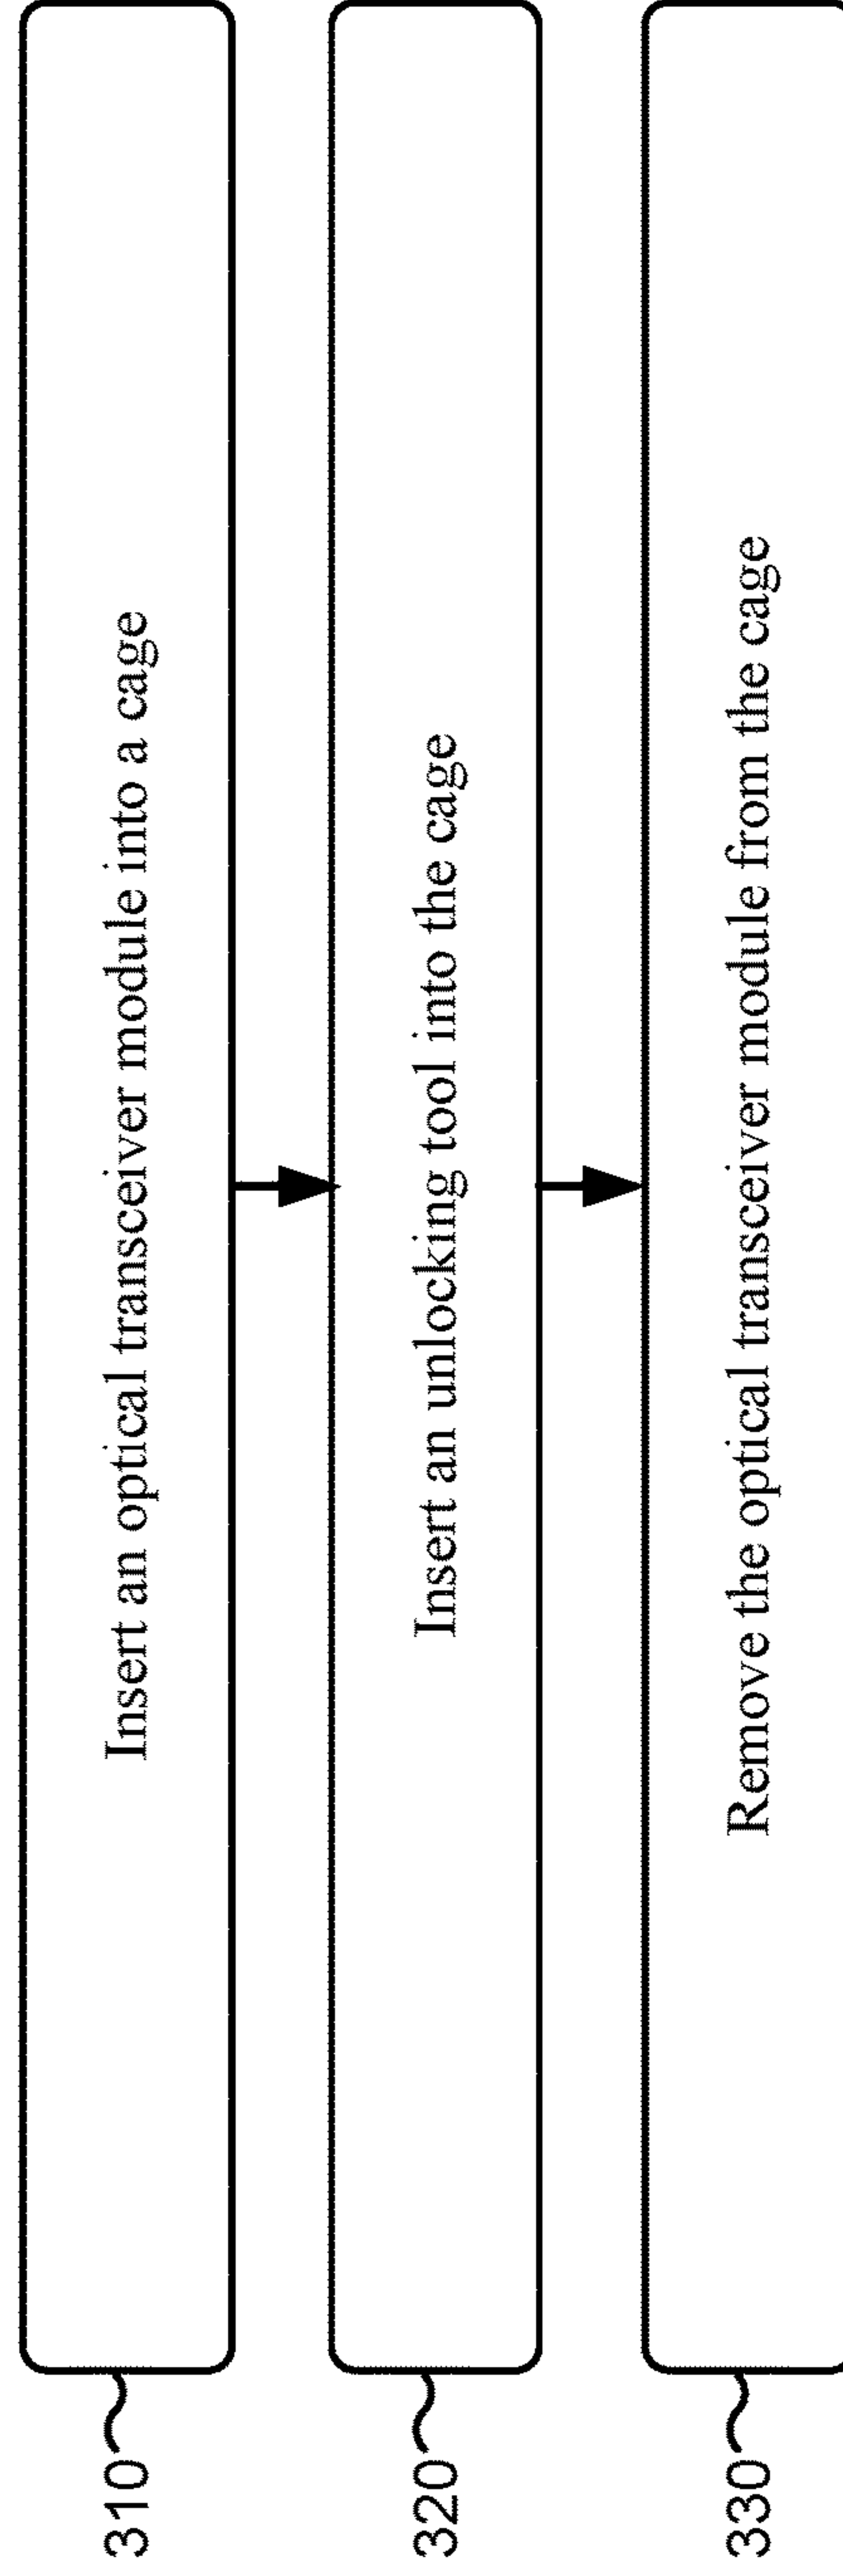 310
Insert an optical transceiver module into a cage
320
Insert an unlocking tool into the cage
330
Remove the optical transceiver module from the cage